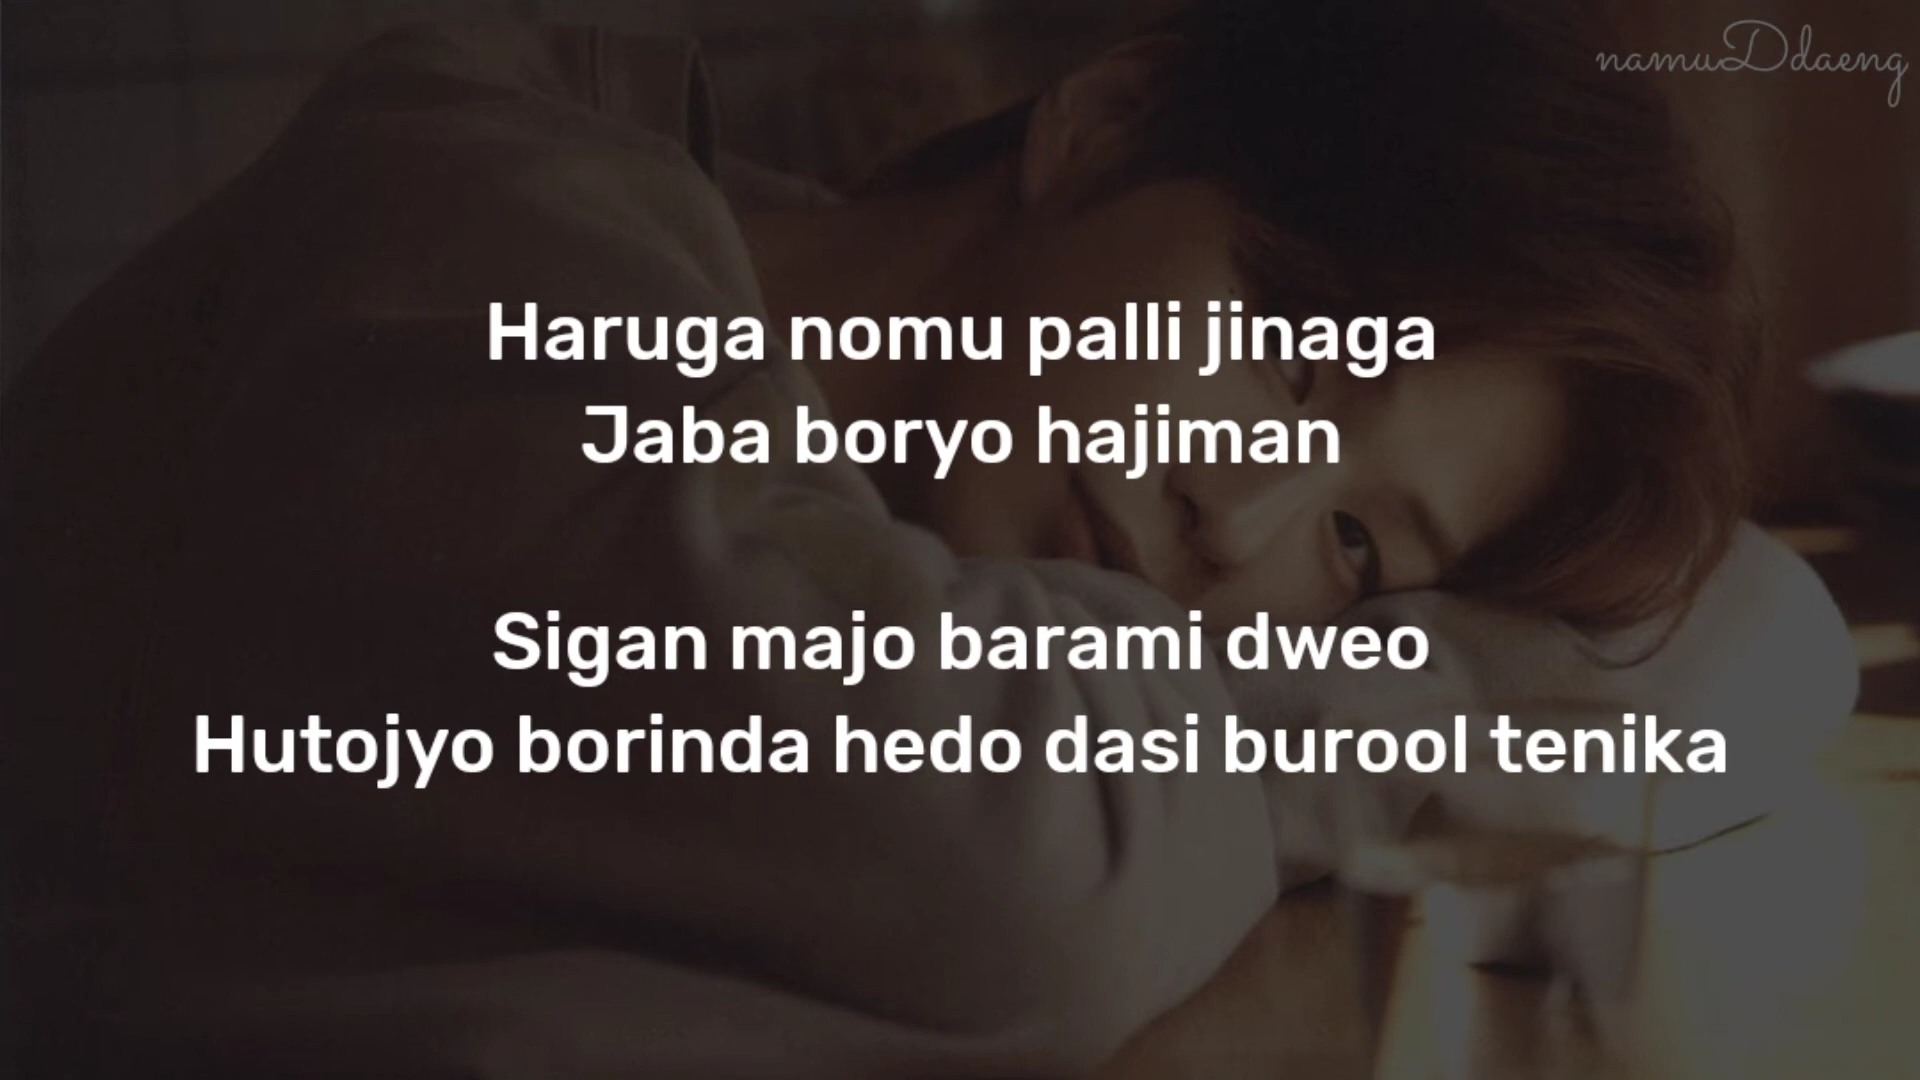 namuDdaeng
Haruga nomu palli jinaga
Jaba boryo hajiman
Sigan majo barami dweo
Hutojyo borinda hedo dasi burool tenika